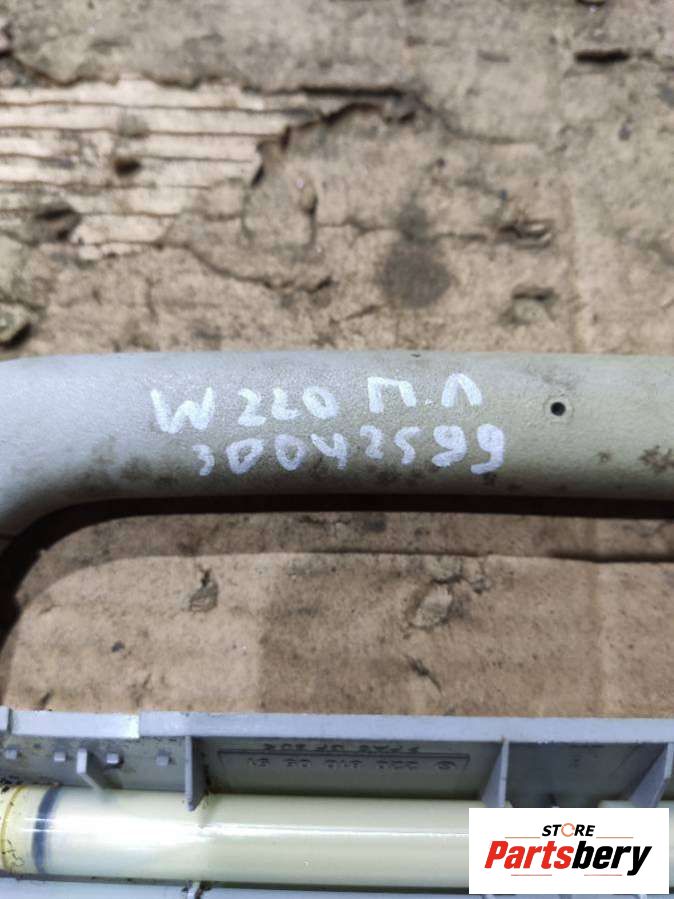 W220 П.Л
30042599
STORE
Partsbery